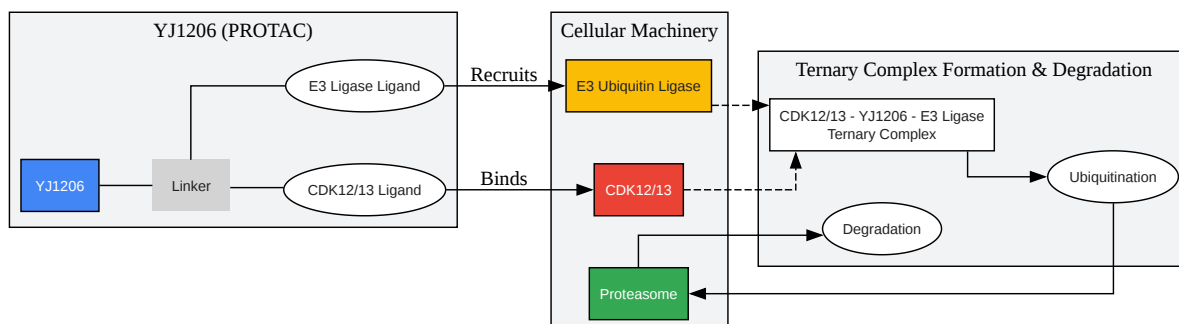 YJ1206 (PROTAC)
YJ1206
Linker
E3 Ligase Ligand
CDK12/13 Ligand
Recruits
Binds
Cellular Machinery
E3 Ubiquitin Ligase
CDK12/13
Proteasome
Ternary Complex Formation & Degradation
CDK12/13 - YJ1206 - E3 Ligase
Ternary Complex
Ubiquitination
Degradation